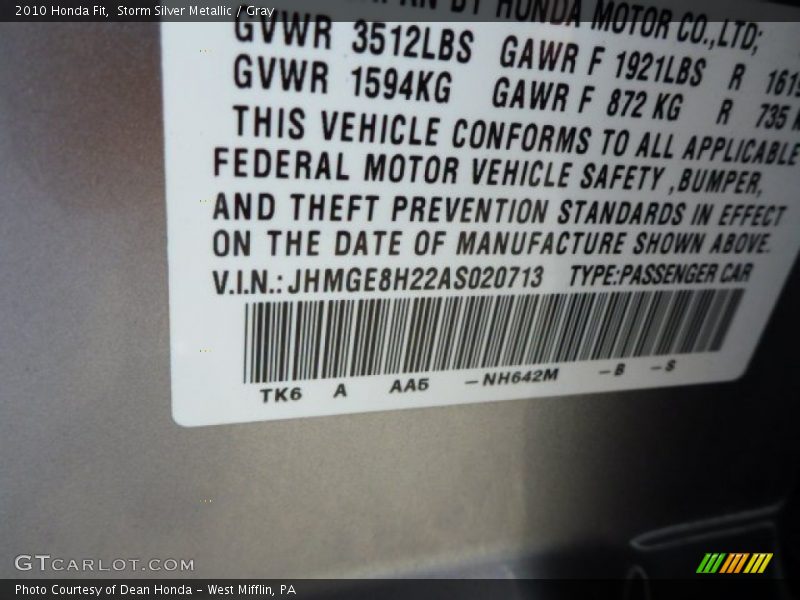 2010 Honda Fit, Storm Silver Metallic / Gray
BY HONDA MOTOR CO.,LTD;
GVWR 3512LBS GAWR F 1921LBS R
GVWR 1594KG GAWR F 872 KG R 735
THIS VEHICLE CONFORMS TO ALL APPLICABLE
FEDERAL MOTOR VEHICLE SAFETY ,BUMPER,
AND THEFT PREVENTION STANDARDS IN EFFECT
ON THE DATE OF MANUFACTURE SHOWN ABOVE.
V.I.N.: JHMGE8H22AS020713 TYPE:PASSENGER CAR
TK6 A AA5 -NH642M -B -S
GTCARLOT.COM
Photo Courtesy of Dean Honda - West Mifflin, PA